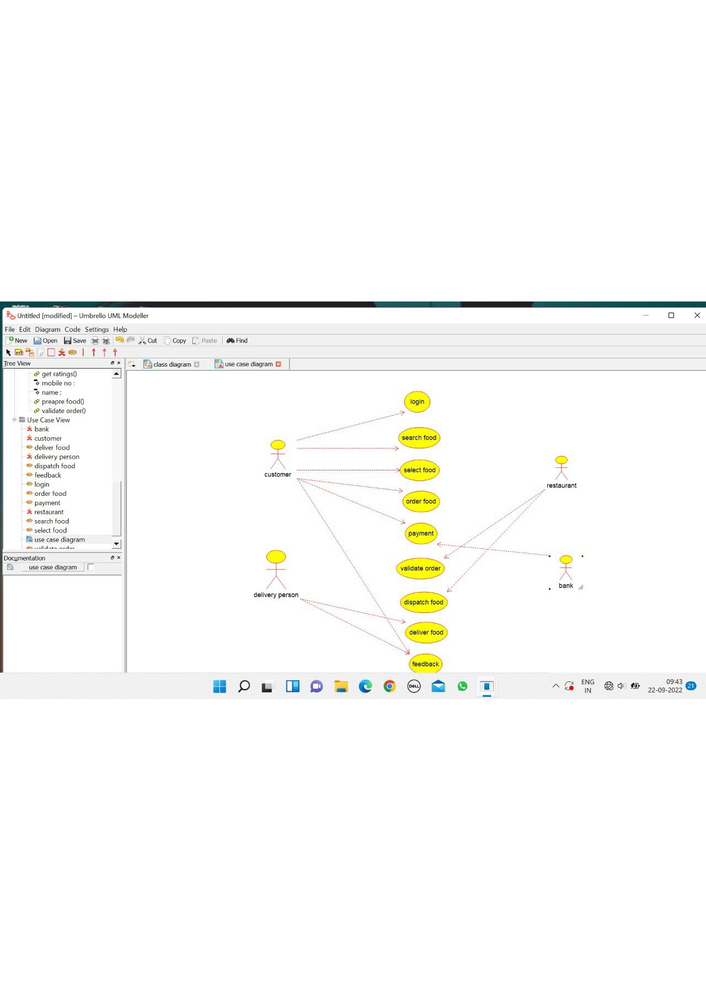 Untitled [modified] – Umbrello UML Modeller
File Edit Diagram Code Settings Help
New Open Save Cut Copy Paste Find
Tree View
class diagram use case diagram
get ratings()
mobile no :
name :
preapre food()
validate order()
Use Case View
bank
customer
deliver food
delivery person
dispatch food
feedback
login
order food
payment
restaurant
search food
select food
use case diagram
validate order
Documentation
use case diagram
login
search food
customer
select food
restaurant
order food
payment
validate order
bank
delivery person
dispatch food
deliver food
feedback
DELL
ENG
IN
09:43
22-09-2022
21